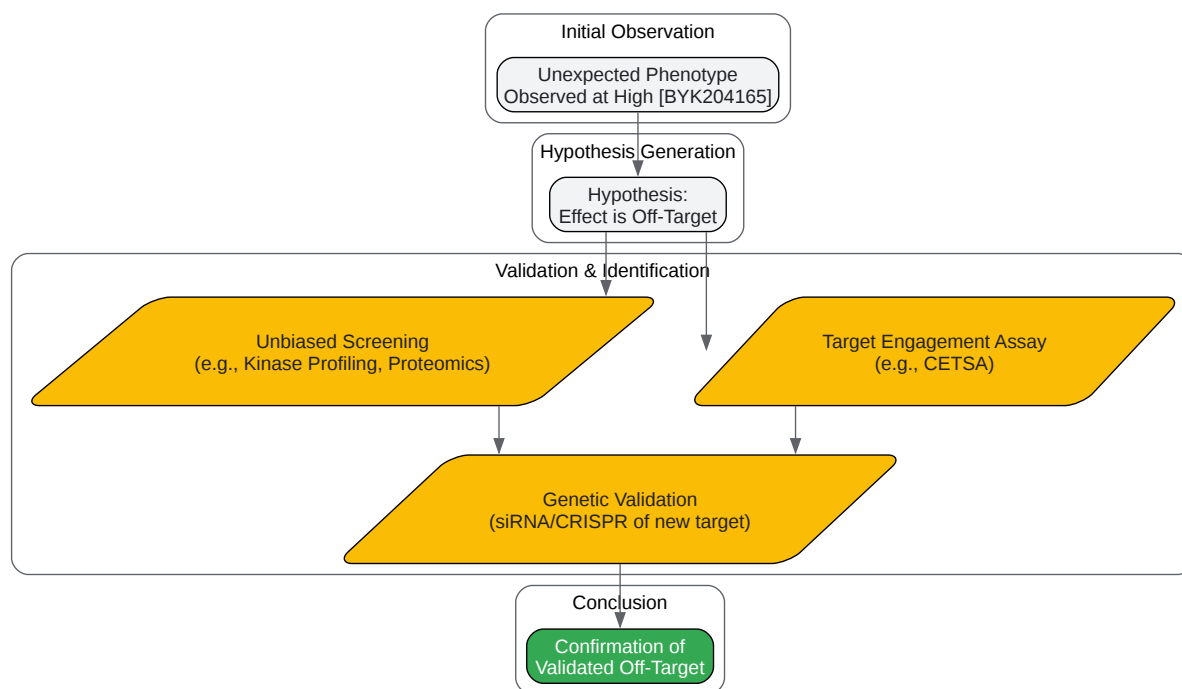 Initial Observation
Unexpected Phenotype
Observed at High [BYK204165]
Hypothesis Generation
Hypothesis:
Effect is Off-Target
Validation & Identification
Unbiased Screening
(e.g., Kinase Profiling, Proteomics)
Target Engagement Assay
(e.g., CETSA)
Genetic Validation
(siRNA/CRISPR of new target)
Conclusion
Confirmation of
Validated Off-Target